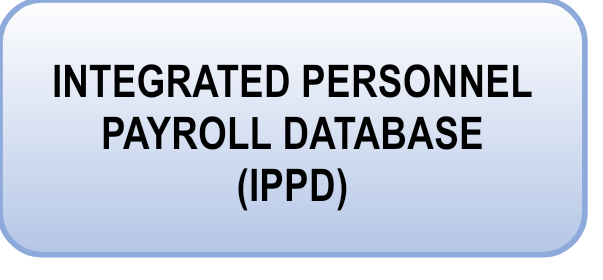 INTEGRATED PERSONNEL
PAYROLL DATABASE
(IPPD)